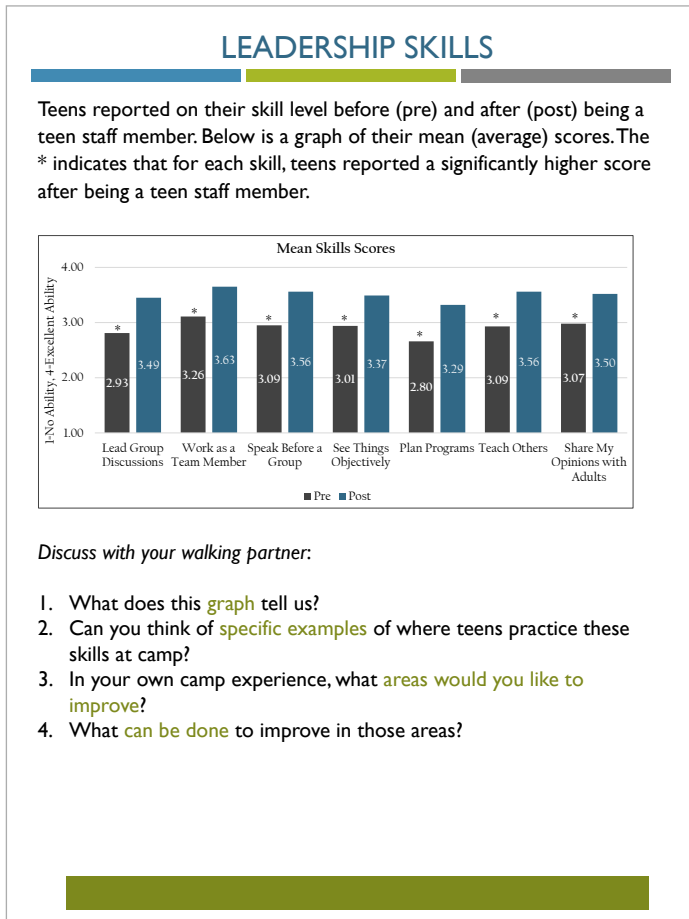 LEADERSHIP SKILLS
Teens reported on their skill level before (pre) and after (post) being a
teen staff member. Below is a graph of their mean (average) scores. The
* indicates that for each skill, teens reported a significantly higher score
after being a teen staff member.
Mean Skills Scores
1-No Ability, 4-Excellent Ability
4.00
3.00
2.00
1.00
* * * * * * *
2.93 3.49 3.26 3.63 3.09 3.56 3.01 3.37 2.80 3.29 3.09 3.56 3.07 3.50
Lead Group Work as a Speak Before a See Things Plan Programs Teach Others Share My
Discussions Team Member Group Objectively Opinions with
Adults
Pre Post
Discuss with your walking partner:
1. What does this graph tell us?
2. Can you think of specific examples of where teens practice these
skills at camp?
3. In your own camp experience, what areas would you like to
improve?
4. What can be done to improve in those areas?